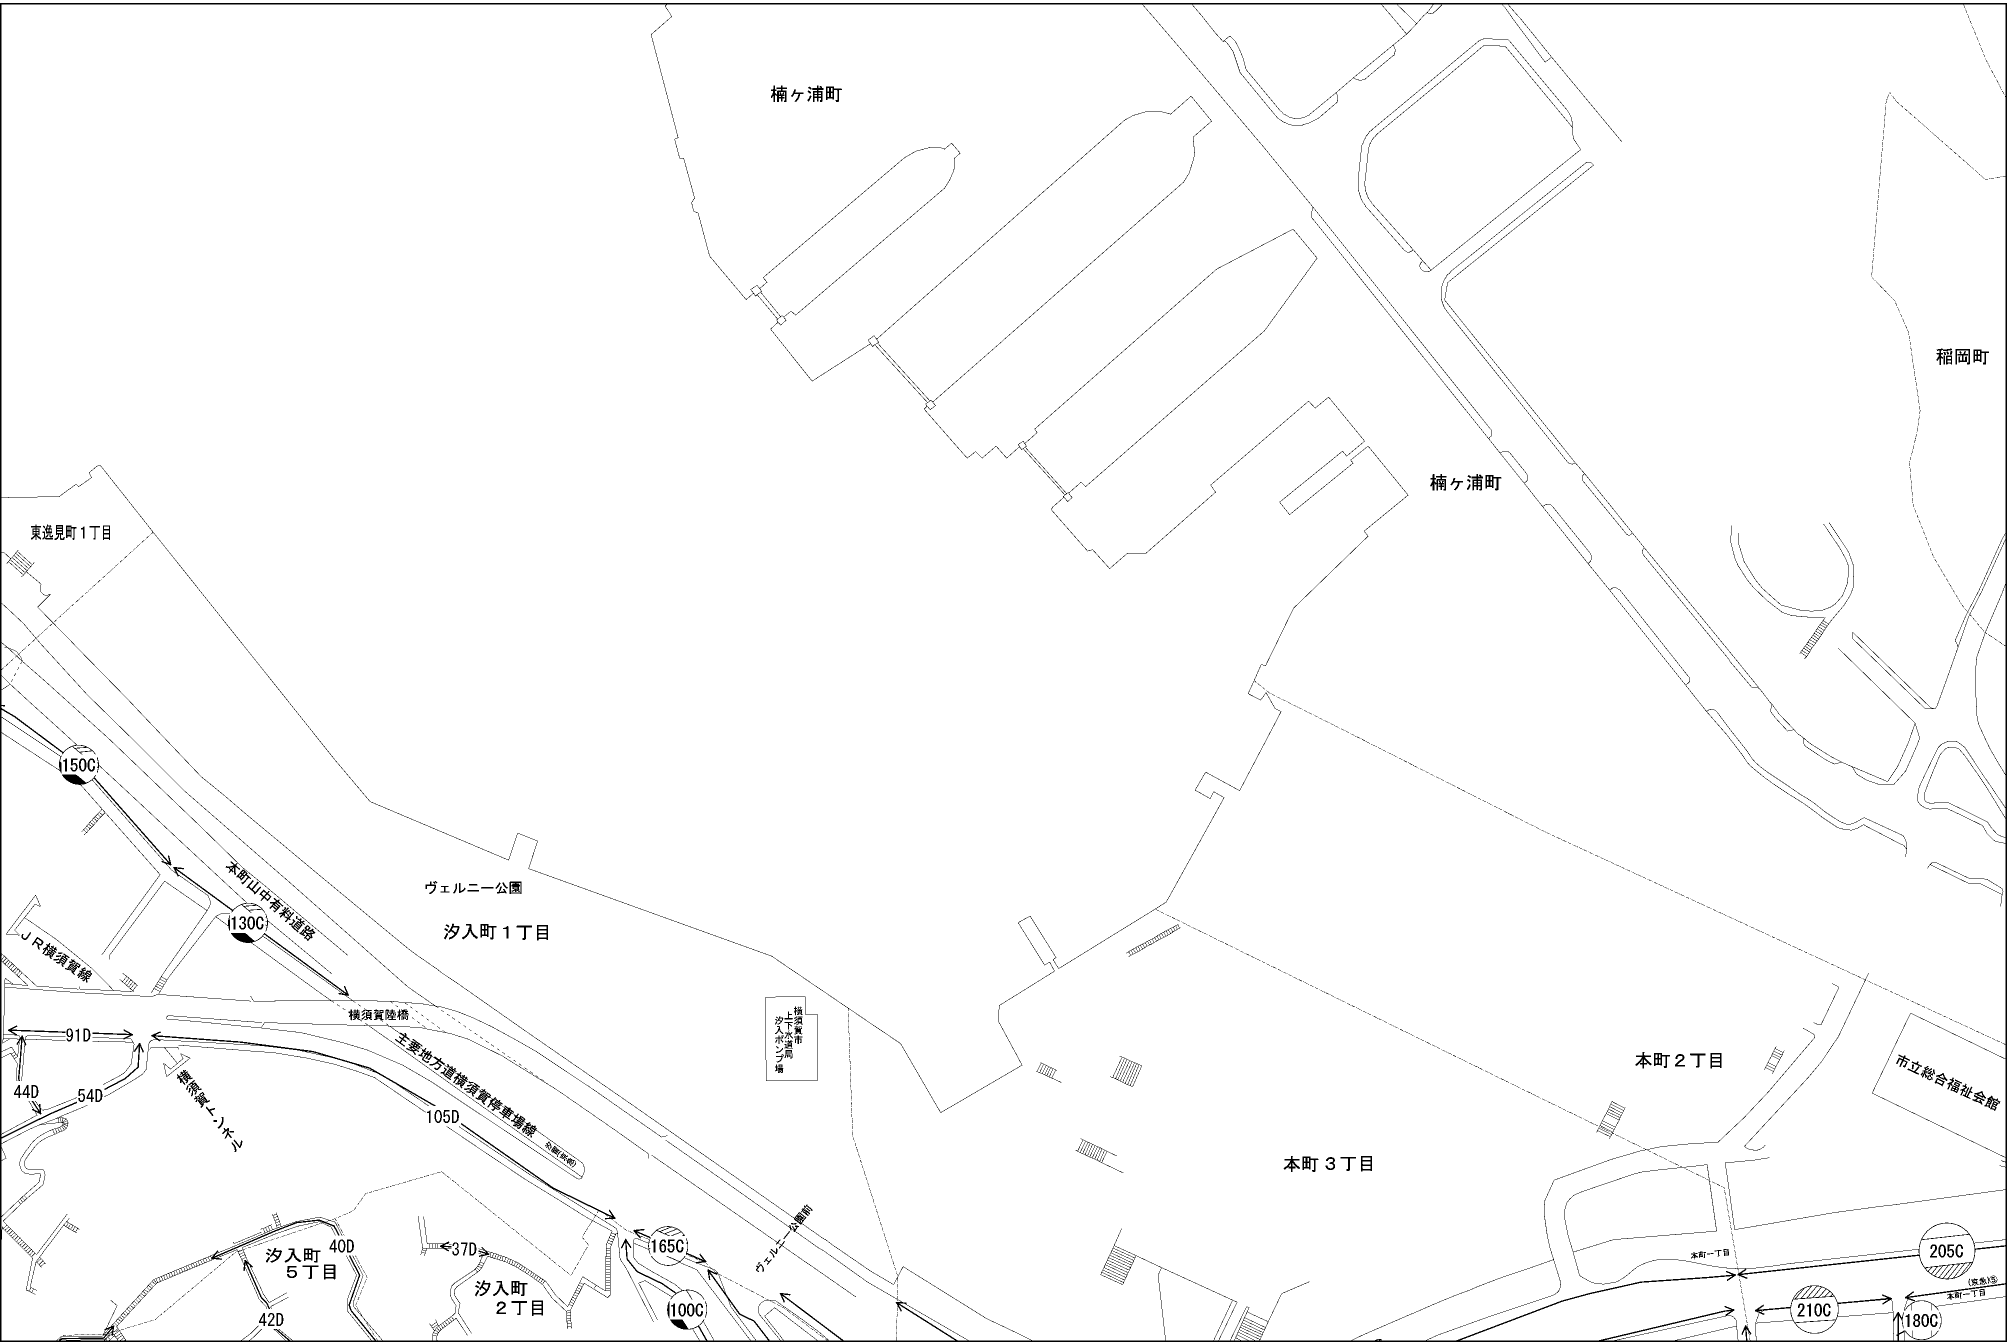 楠ヶ浦町
稲岡町
楠ヶ浦町
東逸見町1丁目
150C
130C
本町山中有料道路
ヴェルニー公園
汐入町1丁目
JR横須賀線
横須賀陸橋
横須賀市
上下水道局
汐入ポンプ場
主要地方道横須賀停車場線
91D
44D
54D
横須賀トンネル
105D
本町2丁目
市立総合福祉会館
本町3丁目
ヴェルニー公園前
165C
40D
汐入町
5丁目
37D
汐入町
2丁目
42D
100C
本町一丁目
205C
本町一丁目
210C
180C